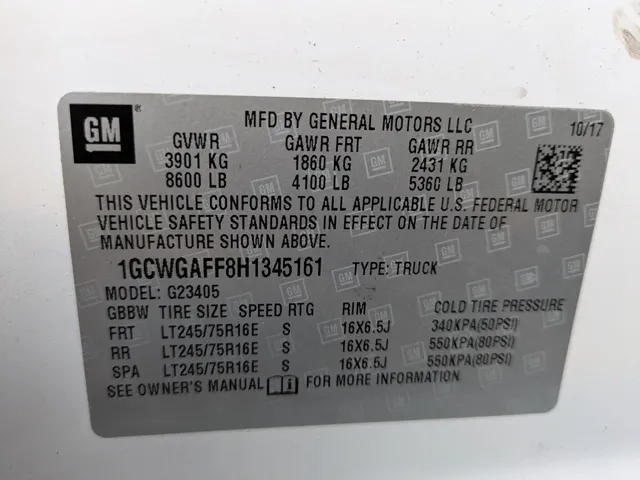 GM ®
MFD BY GENERAL MOTORS LLC 10/17
GVWR GAWR FRT GAWR RR
3901 KG 1860 KG 2431 KG
8600 LB 4100 LB 5360 LB
THIS VEHICLE CONFORMS TO ALL APPLICABLE U.S. FEDERAL MOTOR
VEHICLE SAFETY STANDARDS IN EFFECT ON THE DATE OF
MANUFACTURE SHOWN ABOVE.
1GCWGAFF8H1345161 TYPE: TRUCK
MODEL: G23405
GBBW TIRE SIZE SPEED RTG RIM COLD TIRE PRESSURE
FRT LT245/75R16E S 16X6.5J 340KPA(50PSI)
RR LT245/75R16E S 16X6.5J 550KPA(80PSI)
SPA LT245/75R16E S 16X6.5J 550KPA(80PSI)
SEE OWNER'S MANUAL FOR MORE INFORMATION